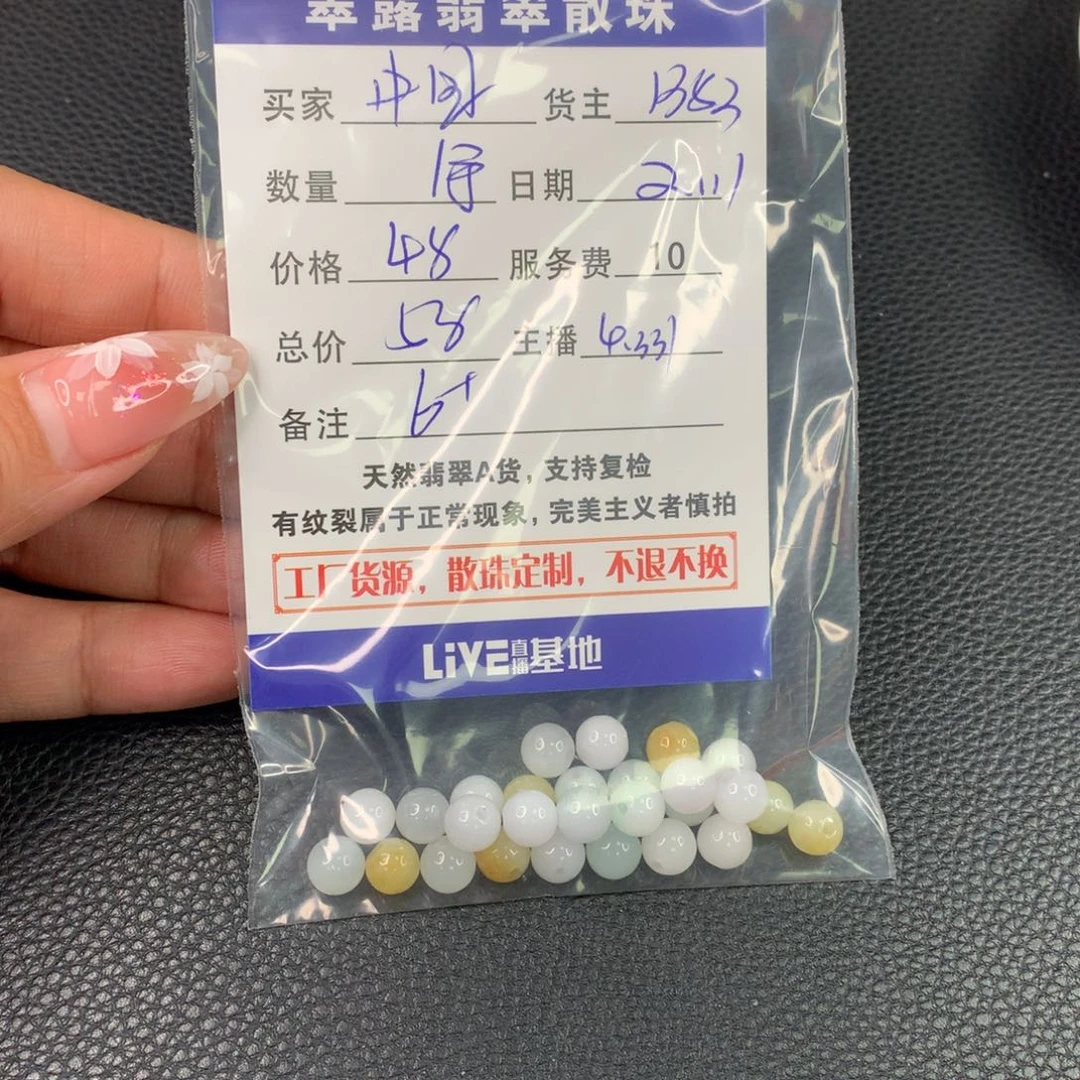 翠露翡翠散珠
买家 中国 货主 1353
数量 1手 日期 2.11
价格 48 服务费 10
总价 58 主播 4.331
备注 6+
天然翡翠A货，支持复检
有纹裂属于正常现象，完美主义者慎拍
工厂货源，散珠定制，不退不换
LiVE直播基地